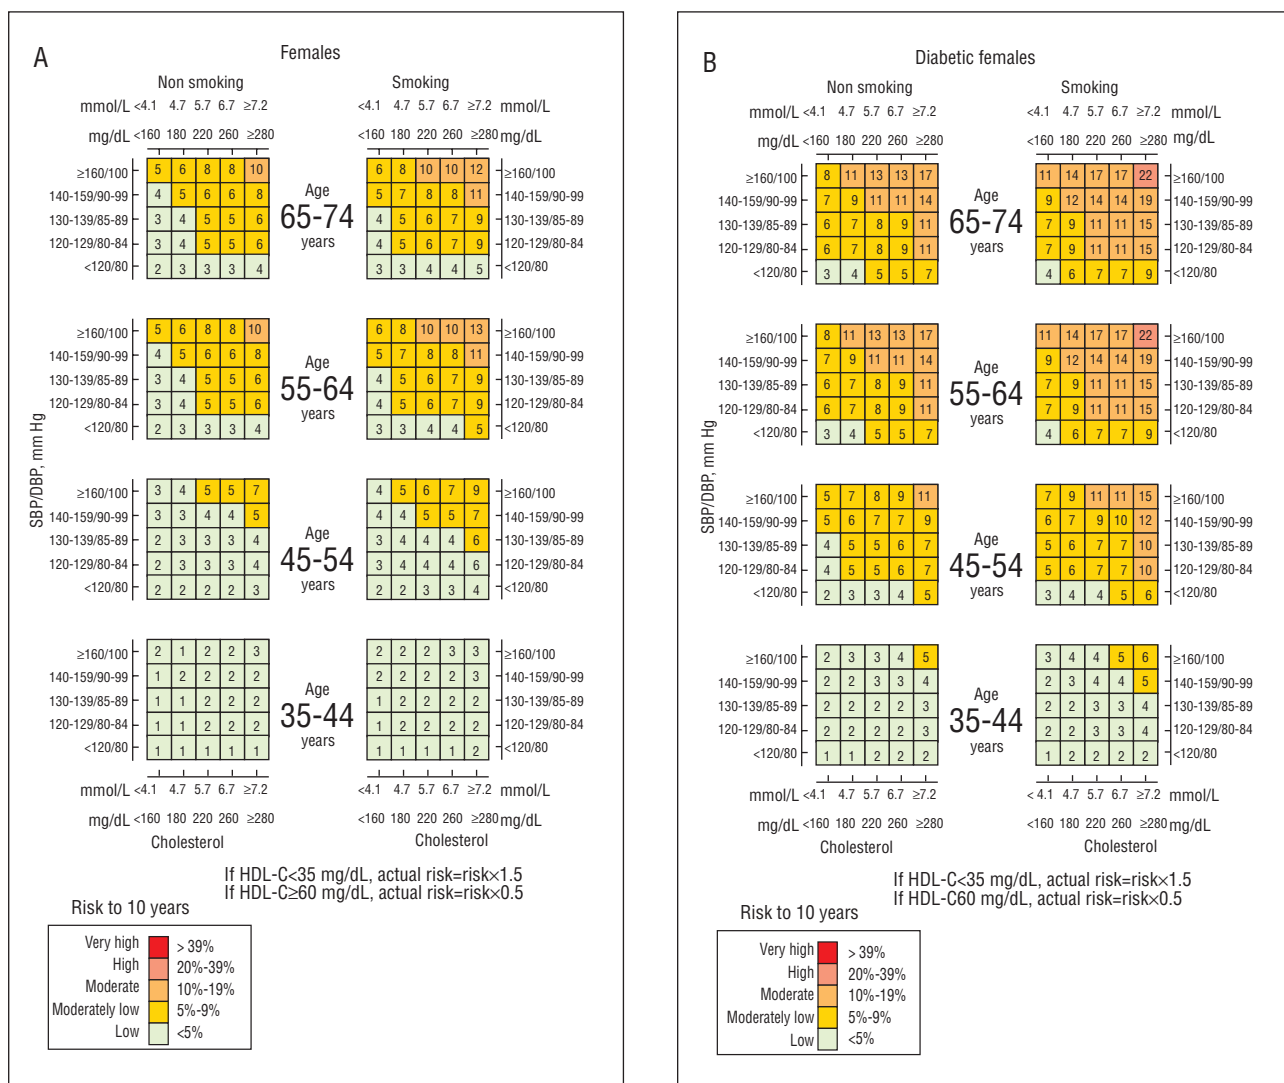 A
Females
Non smoking Smoking
mmol/L <4.1 4.7 5.7 6.7 ≥7.2 <4.1 4.7 5.7 6.7 ≥7.2 mmol/L
mg/dL <160 180 220 260 ≥280 <160 180 220 260 ≥280 mg/dL
SBP/DBP, mm Hg
≥160/100 5 6 8 8 10 6 8 10 10 12 ≥160/100
140-159/90-99 4 5 6 6 8 5 7 8 8 11 140-159/90-99
130-139/85-89 3 4 5 5 6 4 5 6 7 9 130-139/85-89
120-129/80-84 3 4 5 5 6 4 5 6 7 9 120-129/80-84
<120/80 2 3 3 3 4 3 3 4 4 5 <120/80
Age
65-74
years
≥160/100 5 6 8 8 10 6 8 10 10 13 ≥160/100
140-159/90-99 4 5 6 6 8 5 7 8 8 11 140-159/90-99
130-139/85-89 3 4 5 5 6 4 5 6 7 9 130-139/85-89
120-129/80-84 3 4 5 5 6 4 5 6 7 9 120-129/80-84
<120/80 2 3 3 3 4 3 3 4 4 5 <120/80
Age
55-64
years
≥160/100 3 4 5 5 7 4 5 6 7 9 ≥160/100
140-159/90-99 3 3 4 4 5 4 4 5 5 7 140-159/90-99
130-139/85-89 2 3 3 3 4 3 4 4 4 6 130-139/85-89
120-129/80-84 2 3 3 3 4 3 4 4 4 6 120-129/80-84
<120/80 2 2 2 2 3 2 2 3 3 4 <120/80
Age
45-54
years
≥160/100 2 1 2 2 3 2 2 2 3 3 ≥160/100
140-159/90-99 1 2 2 2 2 2 2 2 2 3 140-159/90-99
130-139/85-89 1 1 2 2 2 1 2 2 2 2 130-139/85-89
120-129/80-84 1 1 2 2 2 1 2 2 2 2 120-129/80-84
<120/80 1 1 1 1 1 1 1 1 1 2 <120/80
Age
35-44
years
mmol/L <4.1 4.7 5.7 6.7 ≥7.2 <4.1 4.7 5.7 6.7 ≥7.2 mmol/L
mg/dL <160 180 220 260 ≥280 <160 180 220 260 ≥280 mg/dL
Cholesterol Cholesterol
If HDL-C<35 mg/dL, actual risk=risk×1.5
If HDL-C≥60 mg/dL, actual risk=risk×0.5
Risk to 10 years
Very high > 39%
High 20%-39%
Moderate 10%-19%
Moderately low 5%-9%
Low <5%
B
Diabetic females
Non smoking Smoking
mmol/L <4.1 4.7 5.7 6.7 ≥7.2 <4.1 4.7 5.7 6.7 ≥7.2 mmol/L
mg/dL <160 180 220 260 ≥280 <160 180 220 260 ≥280 mg/dL
SBP/DBP, mm Hg
≥160/100 8 11 13 13 17 11 14 17 17 22 ≥160/100
140-159/90-99 7 9 11 11 14 9 12 14 14 19 140-159/90-99
130-139/85-89 6 7 8 9 11 7 9 11 11 15 130-139/85-89
120-129/80-84 6 7 8 9 11 7 9 11 11 15 120-129/80-84
<120/80 3 4 5 5 7 4 6 7 7 9 <120/80
Age
65-74
years
≥160/100 8 11 13 13 17 11 14 17 17 22 ≥160/100
140-159/90-99 7 9 11 11 14 9 12 14 14 19 140-159/90-99
130-139/85-89 6 7 8 9 11 7 9 11 11 15 130-139/85-89
120-129/80-84 6 7 8 9 11 7 9 11 11 15 120-129/80-84
<120/80 3 4 5 5 7 4 6 7 7 9 <120/80
Age
55-64
years
≥160/100 5 7 8 9 11 7 9 11 11 15 ≥160/100
140-159/90-99 5 6 7 7 9 6 7 9 10 12 140-159/90-99
130-139/85-89 4 5 5 6 7 5 6 7 7 10 130-139/85-89
120-129/80-84 4 5 5 6 7 5 6 7 7 10 120-129/80-84
<120/80 2 3 3 4 5 3 4 4 5 6 <120/80
Age
45-54
years
≥160/100 2 3 3 4 5 3 4 4 5 6 ≥160/100
140-159/90-99 2 2 3 3 4 2 3 4 4 5 140-159/90-99
130-139/85-89 2 2 2 2 3 2 2 3 3 4 130-139/85-89
120-129/80-84 2 2 2 2 3 2 2 3 3 4 120-129/80-84
<120/80 1 1 2 2 2 1 2 2 2 2 <120/80
Age
35-44
years
mmol/L <4.1 4.7 5.7 6.7 ≥7.2 < 4.1 4.7 5.7 6.7 ≥7.2 mmol/L
mg/dL <160 180 220 260 ≥280 <160 180 220 260 ≥280 mg/dL
Cholesterol Cholesterol
If HDL-C<35 mg/dL, actual risk=risk×1.5
If HDL-C60 mg/dL, actual risk=risk×0.5
Risk to 10 years
Very high > 39%
High 20%-39%
Moderate 10%-19%
Moderately low 5%-9%
Low <5%